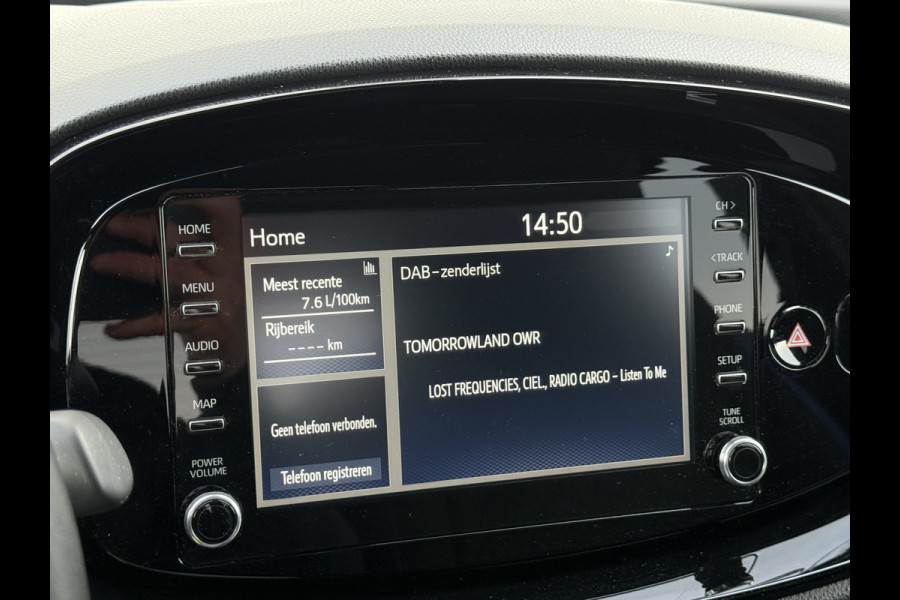 HOME
MENU
AUDIO
MAP
POWER
VOLUME
Home
14:50
Meest recente
7.6 L/100km
Rijbereik
---- km
Geen telefoon verbonden.
Telefoon registreren
DAB-zenderlijst
TOMORROWLAND OWR
LOST FREQUENCIES, CIEL., RADIO CARGO - Listen To Me
CH >
< TRACK
PHONE
SETUP
TUNE
SCROLL